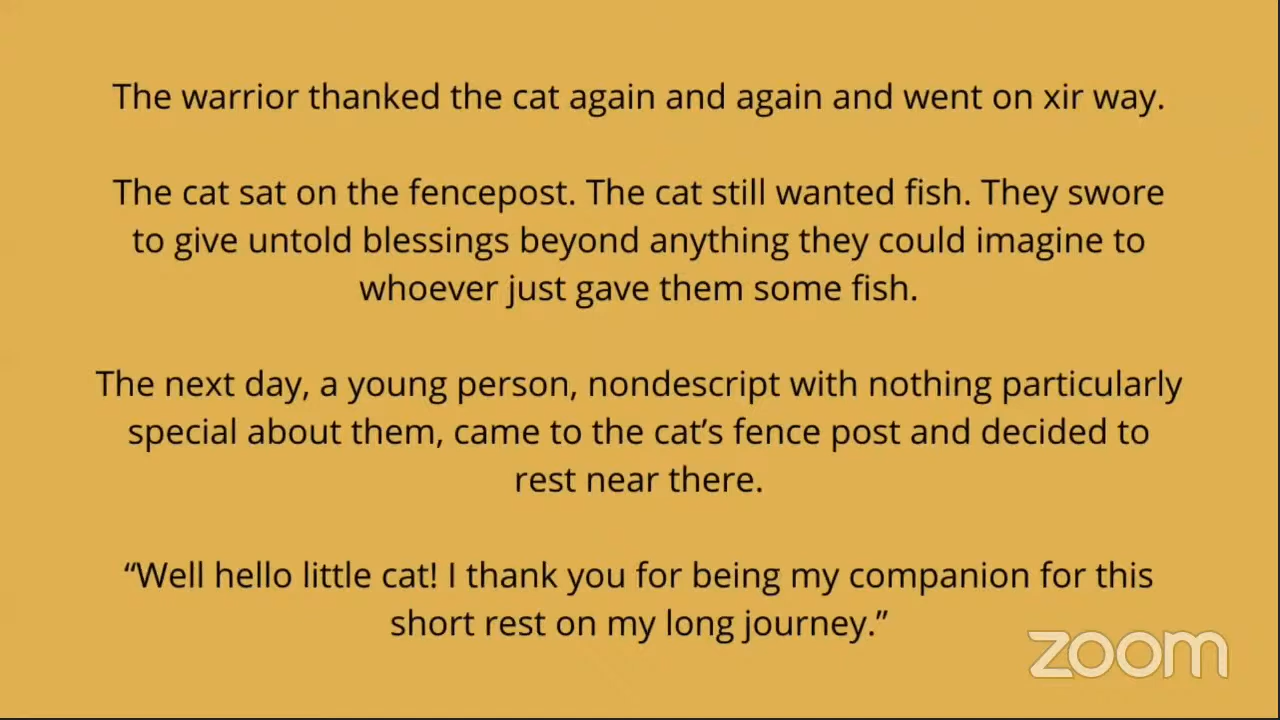 The warrior thanked the cat again and again and went on xir way.
The cat sat on the fencepost. The cat still wanted fish. They swore
to give untold blessings beyond anything they could imagine to
whoever just gave them some fish.
The next day, a young person, nondescript with nothing particularly
special about them, came to the cat’s fence post and decided to
rest near there.
“Well hello little cat! I thank you for being my companion for this
short rest on my long journey.”
zoom